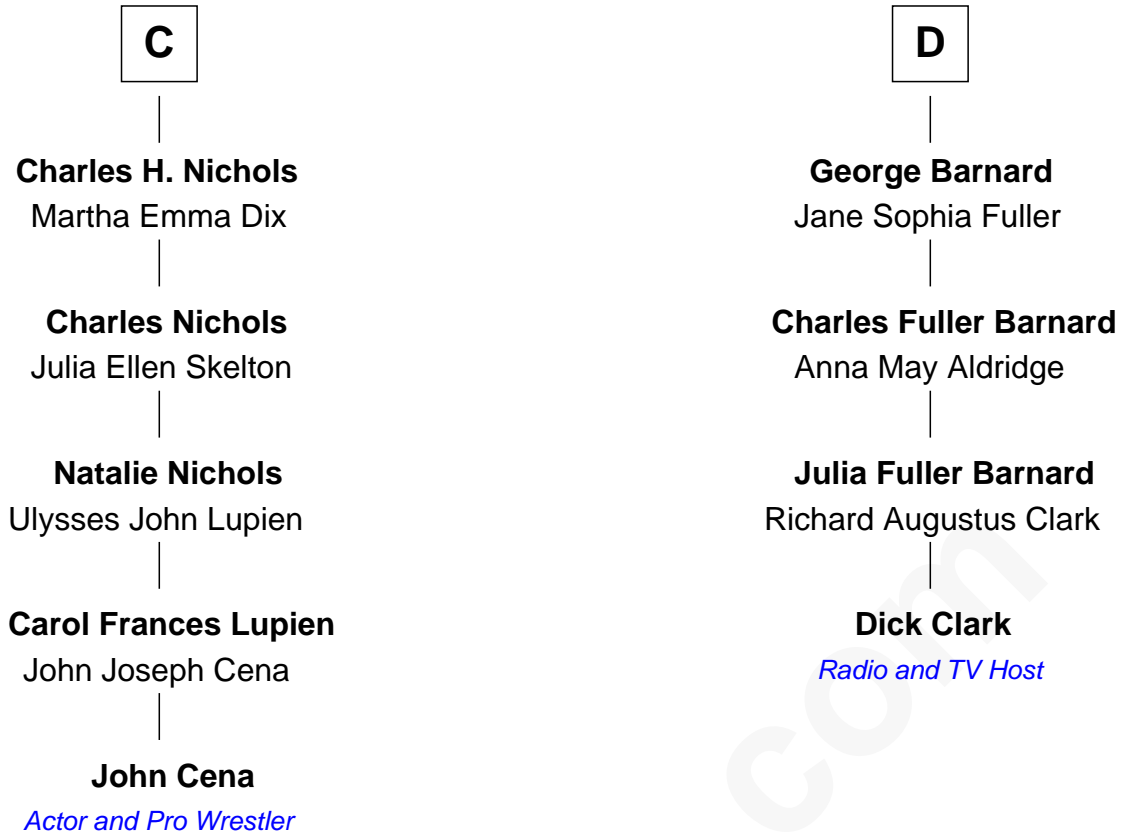 C
Charles H. Nichols
Martha Emma Dix
Charles Nichols
Julia Ellen Skelton
Natalie Nichols
Ulysses John Lupien
Carol Frances Lupien
John Joseph Cena
John Cena
Actor and Pro Wrestler
D
George Barnard
Jane Sophia Fuller
Charles Fuller Barnard
Anna May Aldridge
Julia Fuller Barnard
Richard Augustus Clark
Dick Clark
Radio and TV Host
com